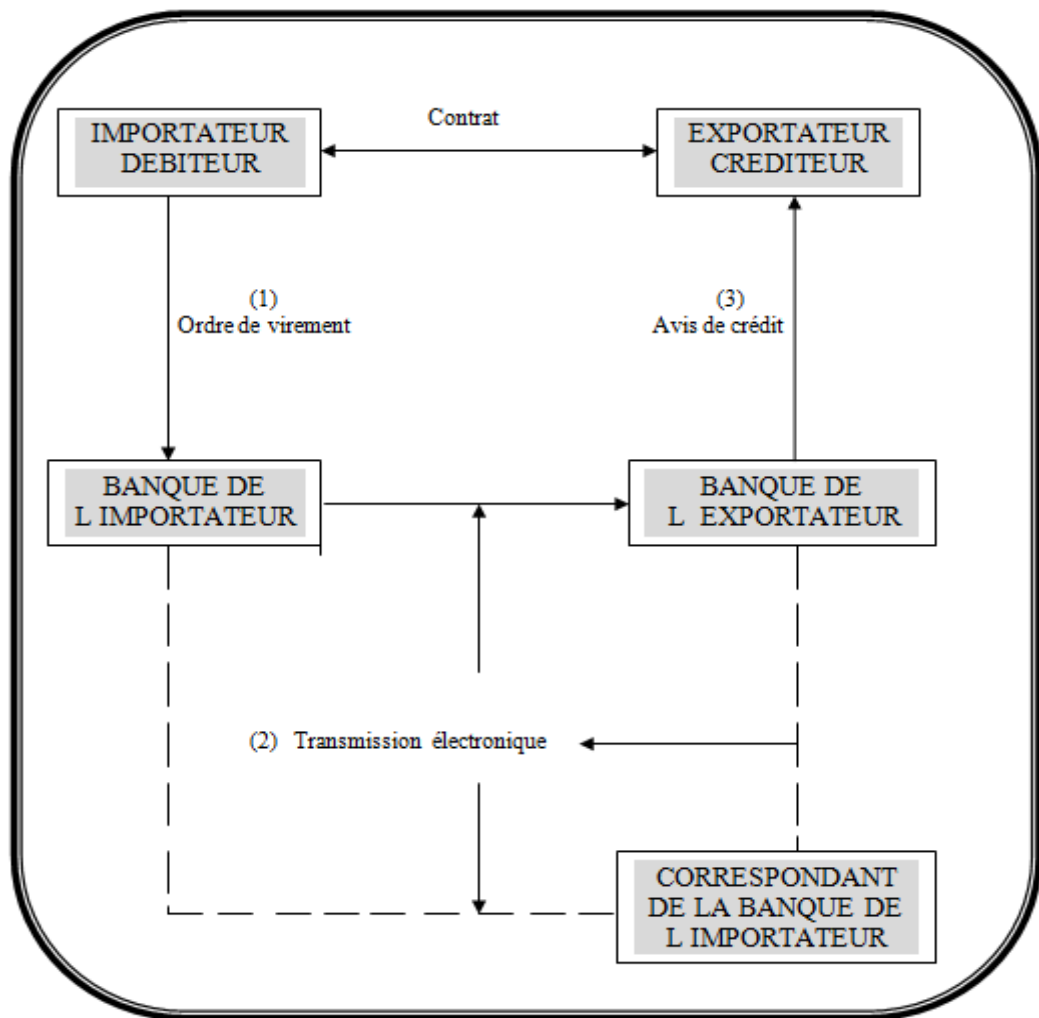 IMPORTATEUR
DEBITEUR
Contrat
EXPORTATEUR
CREDITEUR
(1)
Ordre de virement
(3)
Avis de crédit
BANQUE DE
L IMPORTATEUR
BANQUE DE
L EXPORTATEUR
(2) Transmission électronique
CORRESPONDANT
DE LA BANQUE DE
L IMPORTATEUR